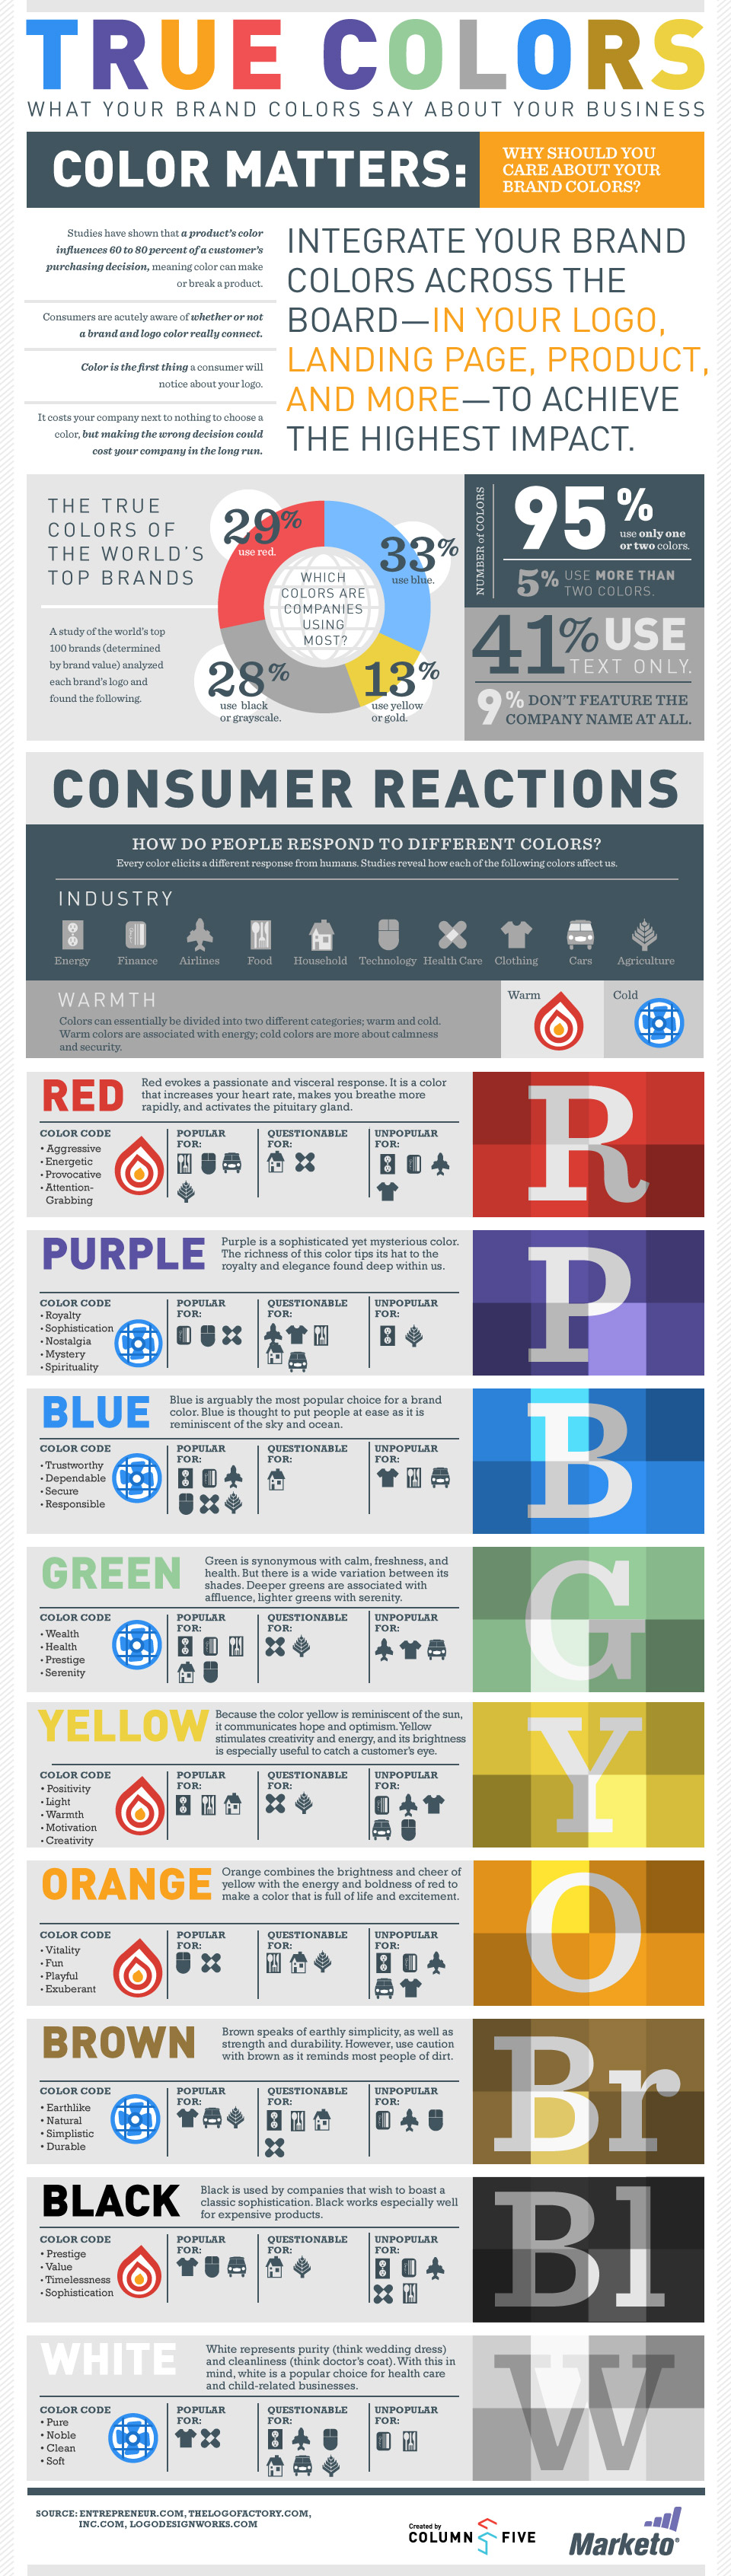 TRUE COLORS
WHAT YOUR BRAND COLORS SAY ABOUT YOUR BUSINESS
COLOR MATTERS:
WHY SHOULD YOU
CARE ABOUT YOUR
BRAND COLORS?
Studies have shown that a product's color
influences 60 to 80 percent of a customer's
purchasing decision, meaning color can make
or break a product.
Consumers are acutely aware of whether or not
a brand and logo color really connect.
Color is the first thing a consumer will
notice about your logo.
It costs your company next to nothing to choose a
color, but making the wrong decision could
cost your company in the long run.
INTEGRATE YOUR BRAND
COLORS ACROSS THE
BOARD—IN YOUR LOGO,
LANDING PAGE, PRODUCT,
AND MORE—TO ACHIEVE
THE HIGHEST IMPACT.
THE TRUE
COLORS OF
THE WORLD'S
TOP BRANDS
A study of the world's top
100 brands (determined
by brand value) analyzed
each brand's logo and
found the following.
29%
use red.
33%
use blue.
WHICH
COLORS ARE
COMPANIES
USING
MOST?
28%
use black
or grayscale.
13%
use yellow
or gold.
NUMBER of COLORS
95%
use only one
or two colors.
5% USE MORE THAN
TWO COLORS.
41% USE
TEXT ONLY.
9% DON'T FEATURE THE
COMPANY NAME AT ALL.
CONSUMER REACTIONS
HOW DO PEOPLE RESPOND TO DIFFERENT COLORS?
Every color elicits a different response from humans. Studies reveal how each of the following colors affect us.
INDUSTRY
Energy Finance Airlines Food Household Technology Health Care Clothing Cars Agriculture
WARMTH
Colors can essentially be divided into two different categories; warm and cold.
Warm colors are associated with energy; cold colors are more about calmness
and security.
Warm
Cold
RED
Red evokes a passionate and visceral response. It is a color
that increases your heart rate, makes you breathe more
rapidly, and activates the pituitary gland.
COLOR CODE
• Aggressive
• Energetic
• Provocative
• Attention-
Grabbing
POPULAR
FOR:
QUESTIONABLE
FOR:
UNPOPULAR
FOR:
R
PURPLE
Purple is a sophisticated yet mysterious color.
The richness of this color tips its hat to the
royalty and elegance found deep within us.
COLOR CODE
• Royalty
• Sophistication
• Nostalgia
• Mystery
• Spirituality
POPULAR
FOR:
QUESTIONABLE
FOR:
UNPOPULAR
FOR:
P
BLUE
Blue is arguably the most popular choice for a brand
color. Blue is thought to put people at ease as it is
reminiscent of the sky and ocean.
COLOR CODE
• Trustworthy
• Dependable
• Secure
• Responsible
POPULAR
FOR:
QUESTIONABLE
FOR:
UNPOPULAR
FOR:
B
GREEN
Green is synonymous with calm, freshness, and
health. But there is a wide variation between its
shades. Deeper greens are associated with
affluence, lighter greens with serenity.
COLOR CODE
• Wealth
• Health
• Prestige
• Serenity
POPULAR
FOR:
QUESTIONABLE
FOR:
UNPOPULAR
FOR:
G
YELLOW
Because the color yellow is reminiscent of the sun,
it communicates hope and optimism. Yellow
stimulates creativity and energy, and its brightness
is especially useful to catch a customer's eye.
COLOR CODE
• Positivity
• Light
• Warmth
• Motivation
• Creativity
POPULAR
FOR:
QUESTIONABLE
FOR:
UNPOPULAR
FOR:
Y
ORANGE
Orange combines the brightness and cheer of
yellow with the energy and boldness of red to
make a color that is full of life and excitement.
COLOR CODE
• Vitality
• Fun
• Playful
• Exuberant
POPULAR
FOR:
QUESTIONABLE
FOR:
UNPOPULAR
FOR:
O
BROWN
Brown speaks of earthly simplicity, as well as
strength and durability. However, use caution
with brown as it reminds most people of dirt.
COLOR CODE
• Earthlike
• Natural
• Simplistic
• Durable
POPULAR
FOR:
QUESTIONABLE
FOR:
UNPOPULAR
FOR:
Br
BLACK
Black is used by companies that wish to boast a
classic sophistication. Black works especially well
for expensive products.
COLOR CODE
• Prestige
• Value
• Timelessness
• Sophistication
POPULAR
FOR:
QUESTIONABLE
FOR:
UNPOPULAR
FOR:
Bl
WHITE
White represents purity (think wedding dress)
and cleanliness (think doctor's coat). With this in
mind, white is a popular choice for health care
and child-related businesses.
COLOR CODE
• Pure
• Noble
• Clean
• Soft
POPULAR
FOR:
QUESTIONABLE
FOR:
UNPOPULAR
FOR:
W
SOURCE: ENTREPRENEUR.COM, THELOGOFACTORY.COM,
INC.COM, LOGODESIGNWORKS.COM
Created by
COLUMN FIVE
Marketo